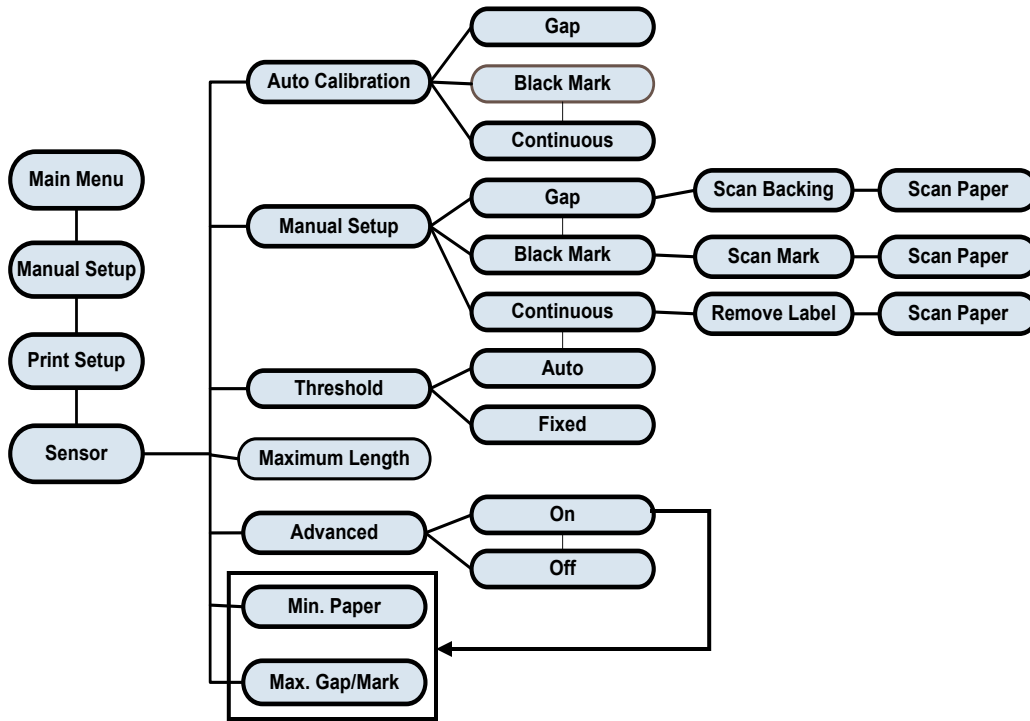 Main Menu
Manual Setup
Print Setup
Sensor
Auto Calibration
Gap
Black Mark
Continuous
Manual Setup
Gap
Scan Backing
Scan Paper
Black Mark
Scan Mark
Scan Paper
Continuous
Remove Label
Scan Paper
Threshold
Auto
Fixed
Maximum Length
Advanced
On
Off
Min. Paper
Max. Gap/Mark